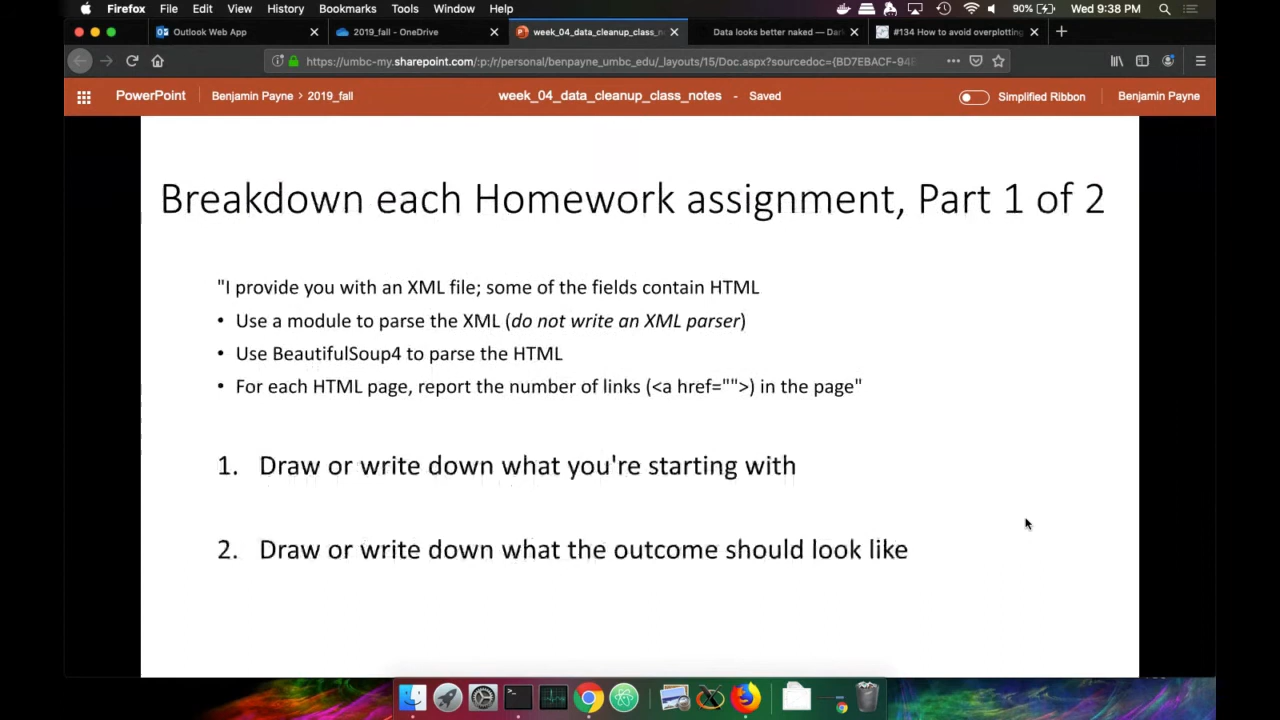 Firefox File Edit View History Bookmarks Tools Window Help 90% Wed 9:38 PM
Outlook Web App 2019_fall - OneDrive week_04_data_cleanup_class_n Data looks better naked — Dar #134 How to avoid overplotting
https://umbc-my.sharepoint.com/:p:/r/personal/benpayne_umbc_edu/_layouts/15/Doc.aspx?sourcedoc={BD7EBACF-94B
PowerPoint Benjamin Payne > 2019_fall week_04_data_cleanup_class_notes - Saved Simplified Ribbon Benjamin Payne
Breakdown each Homework assignment, Part 1 of 2
"I provide you with an XML file; some of the fields contain HTML
• Use a module to parse the XML (do not write an XML parser)
• Use BeautifulSoup4 to parse the HTML
• For each HTML page, report the number of links (<a href="">) in the page"
1. Draw or write down what you're starting with
2. Draw or write down what the outcome should look like